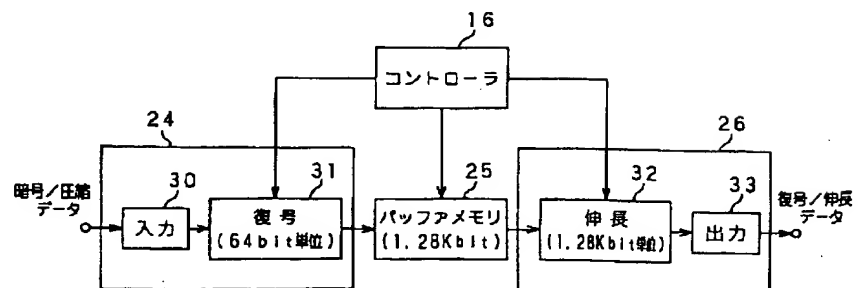 16
コントローラ
24
26
暗号/圧縮
データ
30
入力
31
復号
(64bit単位)
25
バッファメモリ
(1.28Kbit)
32
伸長
(1.28Kbit単位)
33
出力
復号/伸長
データ